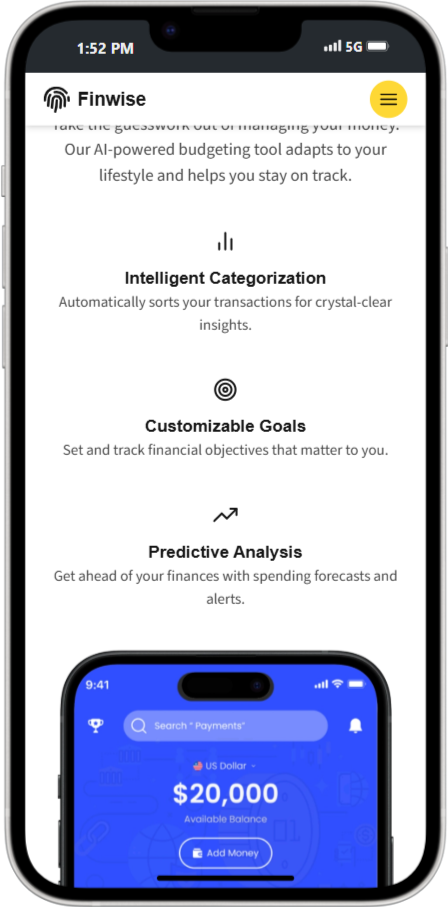 1:52 PM 5G
Finwise
Take the guesswork out of managing your money.
Our AI-powered budgeting tool adapts to your
lifestyle and helps you stay on track.
Intelligent Categorization
Automatically sorts your transactions for crystal-clear
insights.
Customizable Goals
Set and track financial objectives that matter to you.
Predictive Analysis
Get ahead of your finances with spending forecasts and
alerts.
9:41
Search " Payments"
US Dollar
$20,000
Available Balance
Add Money